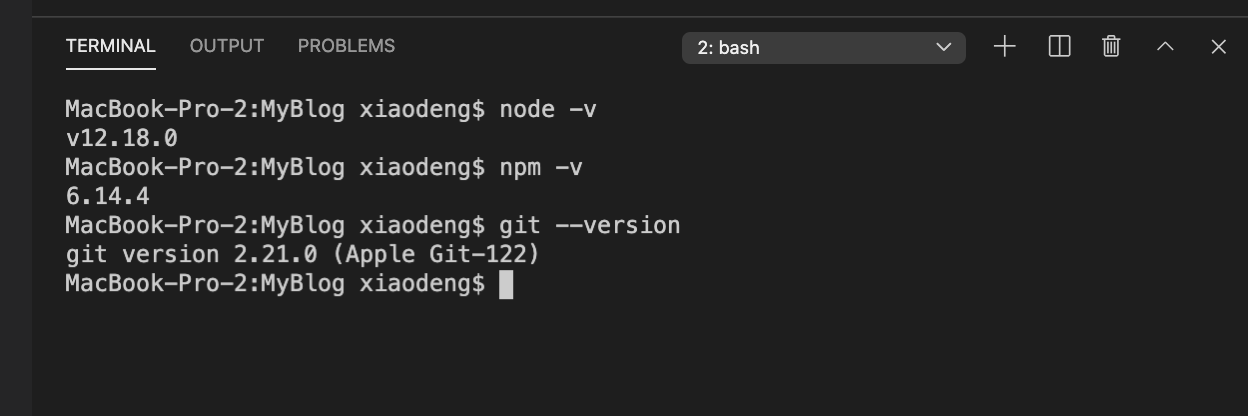 TERMINAL OUTPUT PROBLEMS 2: bash
MacBook-Pro-2:MyBlog xiaodeng$ node -v
v12.18.0
MacBook-Pro-2:MyBlog xiaodeng$ npm -v
6.14.4
MacBook-Pro-2:MyBlog xiaodeng$ git --version
git version 2.21.0 (Apple Git-122)
MacBook-Pro-2:MyBlog xiaodeng$